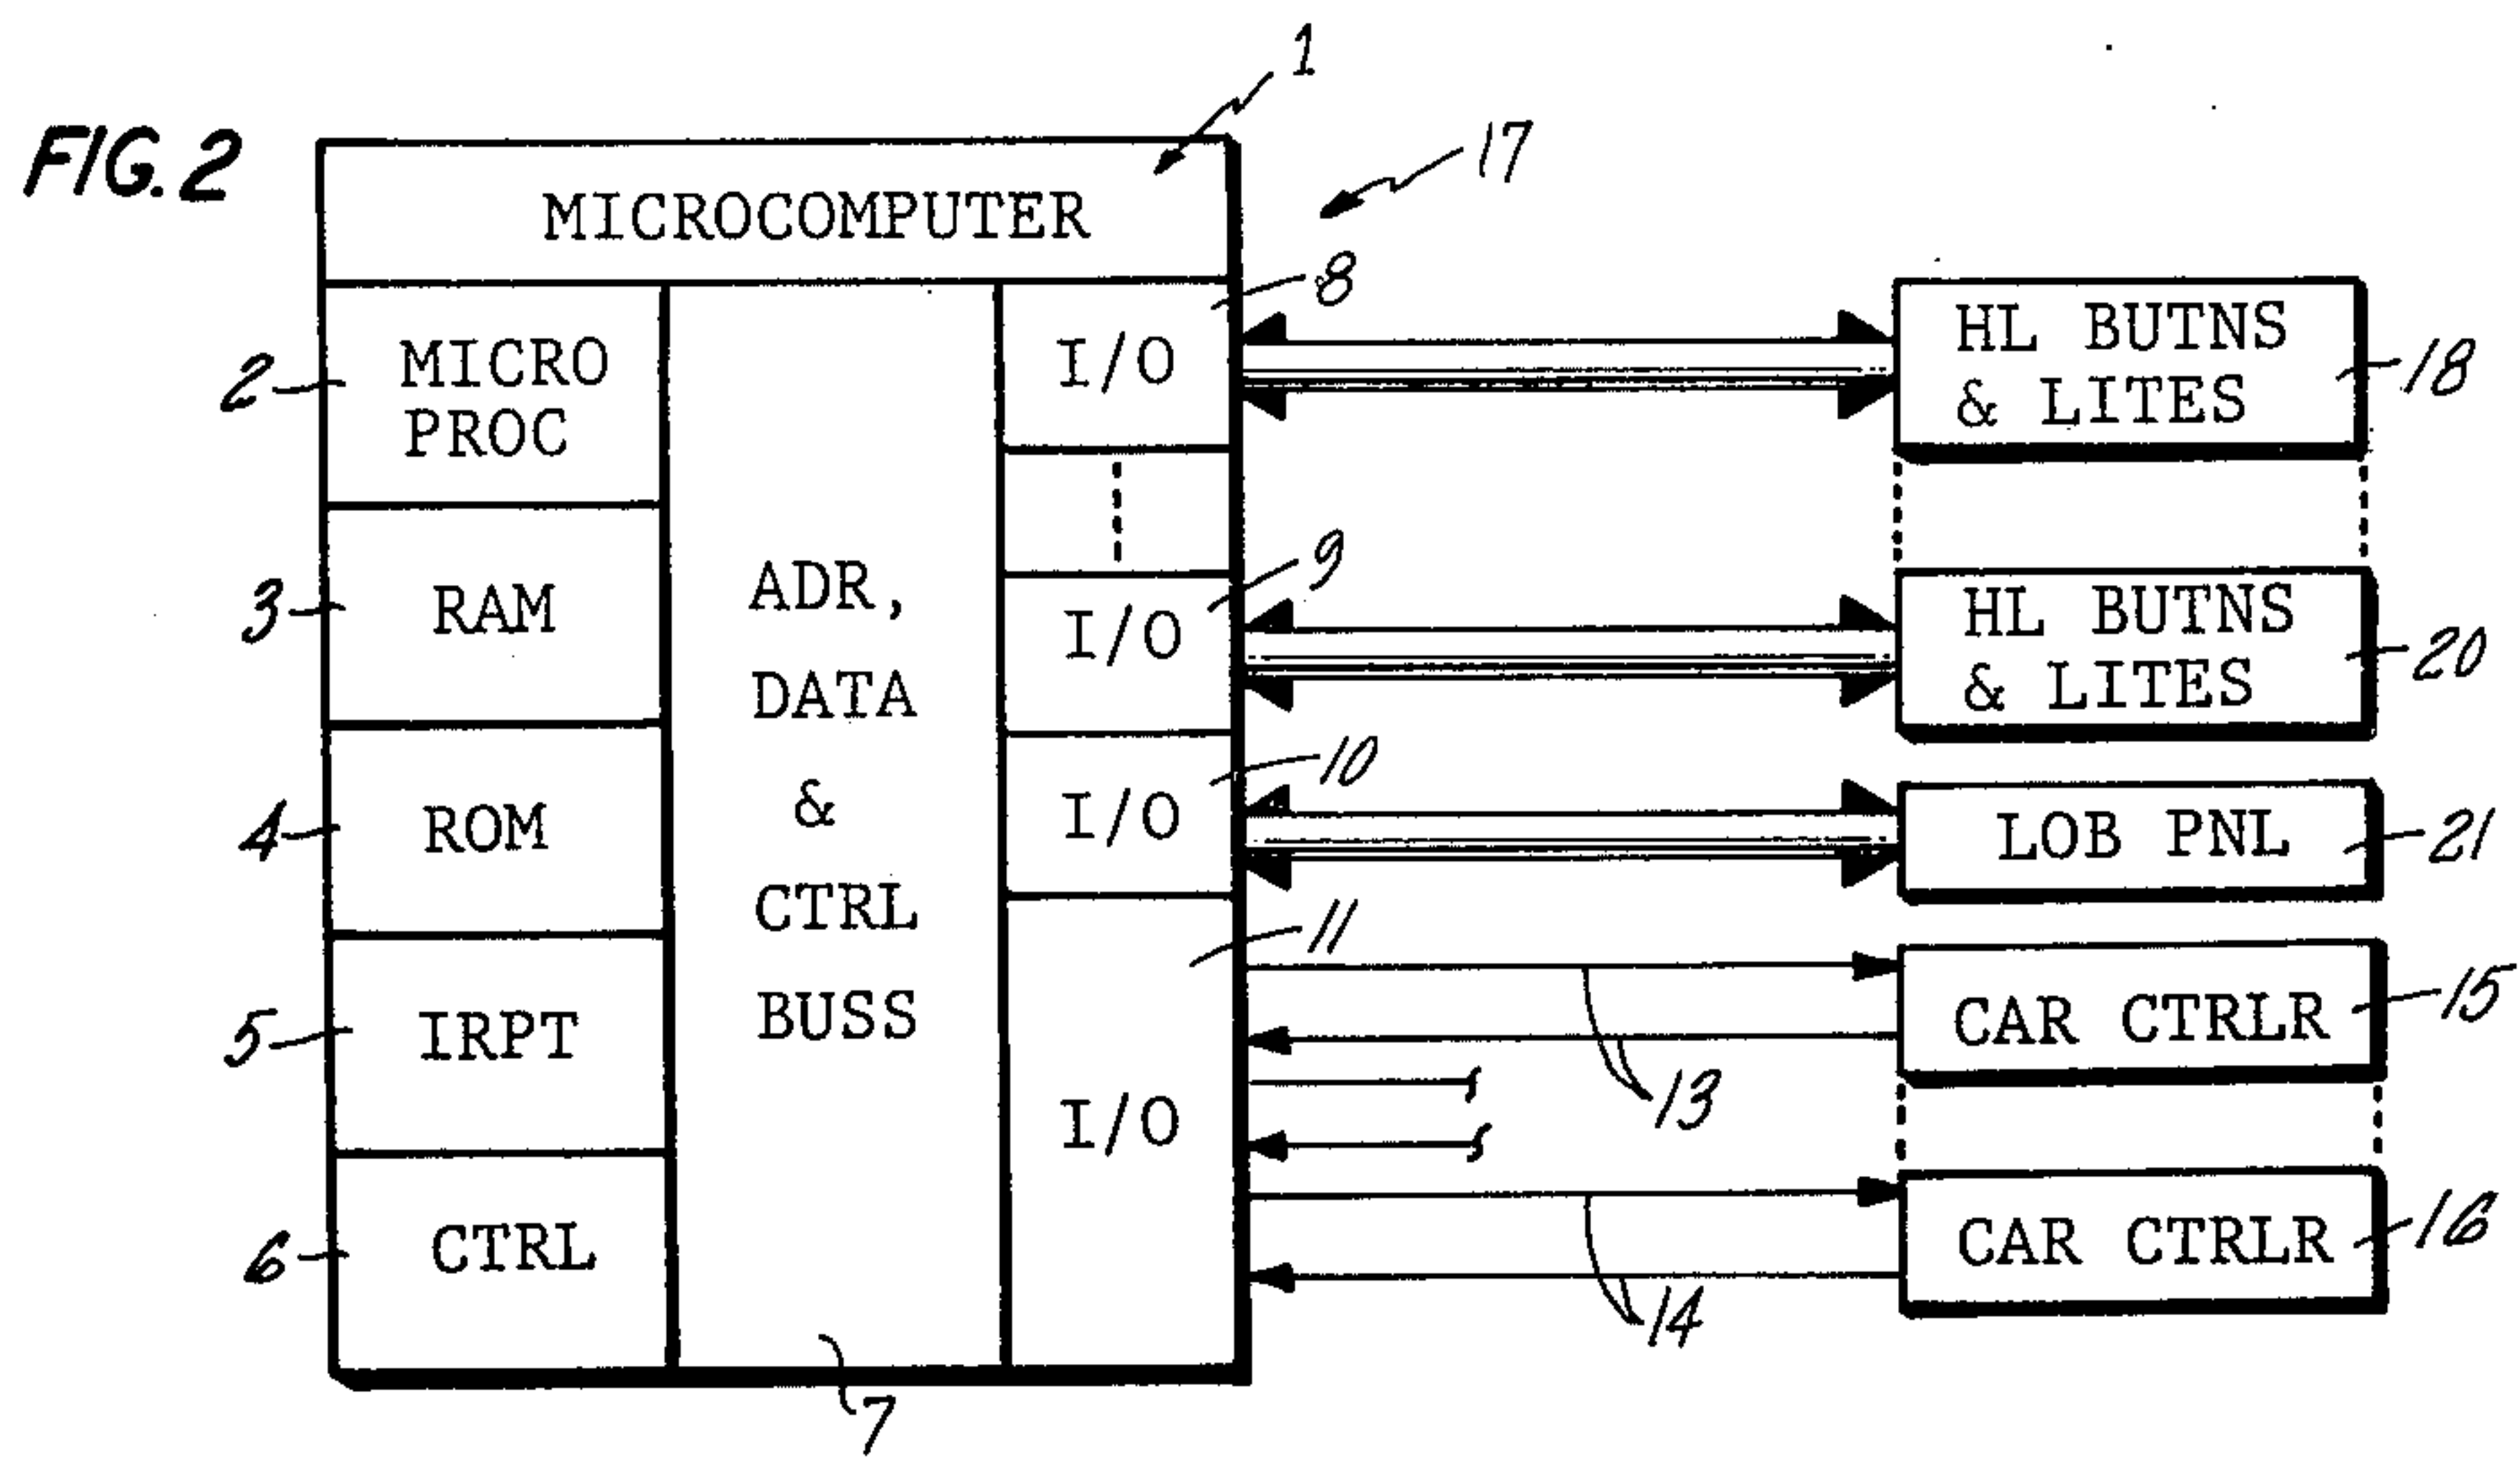 FIG. 2
1
17
MICROCOMPUTER
8
2
MICRO
PROC
I/O
HL BUTNS
& LITES
18
3
RAM
ADR,
DATA
&
CTRL
BUSS
9
I/O
HL BUTNS
& LITES
20
4
ROM
10
I/O
LOB PNL
21
5
IRPT
11
I/O
13
CAR CTRLR
15
6
CTRL
14
CAR CTRLR
16
7